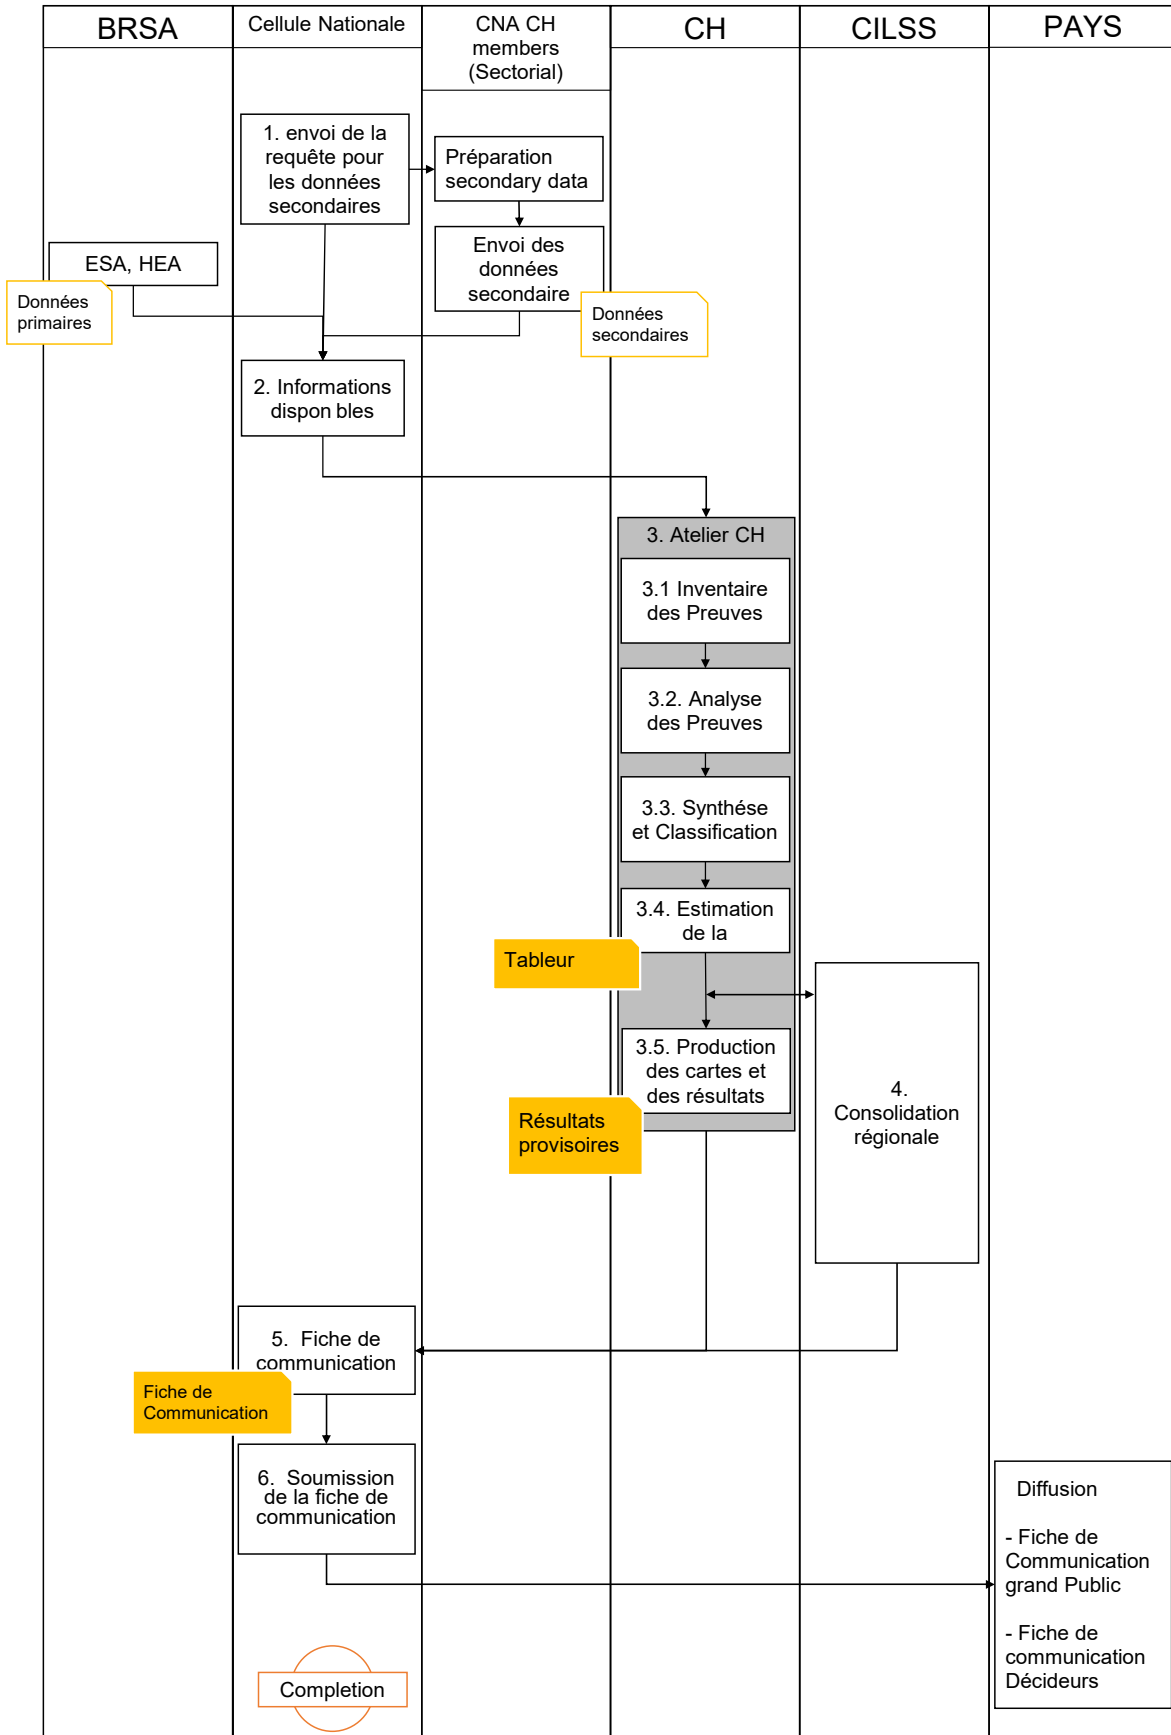 BRSA
Cellule Nationale
CNA CH
members
(Sectorial)
CH
CILSS
PAYS
1. envoi de la
requête pour
les données
secondaires
Préparation
secondary data
Envoi des
données
secondaire
ESA, HEA
Données
primaires
Données
secondaires
2. Informations
dispon bles
3. Atelier CH
3.1 Inventaire
des Preuves
3.2. Analyse
des Preuves
3.3. Synthése
et Classification
3.4. Estimation
de la
Tableur
3.5. Production
des cartes et
des résultats
Résultats
provisoires
4.
Consolidation
régionale
5. Fiche de
communication
Fiche de
Communication
6. Soumission
de la fiche de
communication
Diffusion
- Fiche de
Communication
grand Public
- Fiche de
communication
Décideurs
Completion